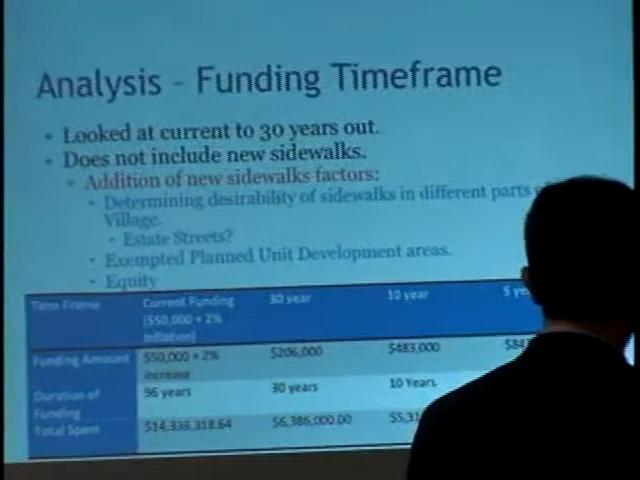 Analysis - Funding Timeframe
• Looked at current to 30 years out.
• Does not include new sidewalks.
• Addition of new sidewalks factors:
• Determining desirability of sidewalks in different parts
Village.
• Estate Streets?
• Exempted Planned Unit Development areas.
• Equity
Time Frame Current Funding 30 year 10 year
($50,000 + 2%
inflation)
Funding Amount $50,000 + 2% $206,000 $483,000
increase
Duration of 96 years 30 years 10 Years
Funding
Total Spent $14,336,318.64 $6,386,000.00